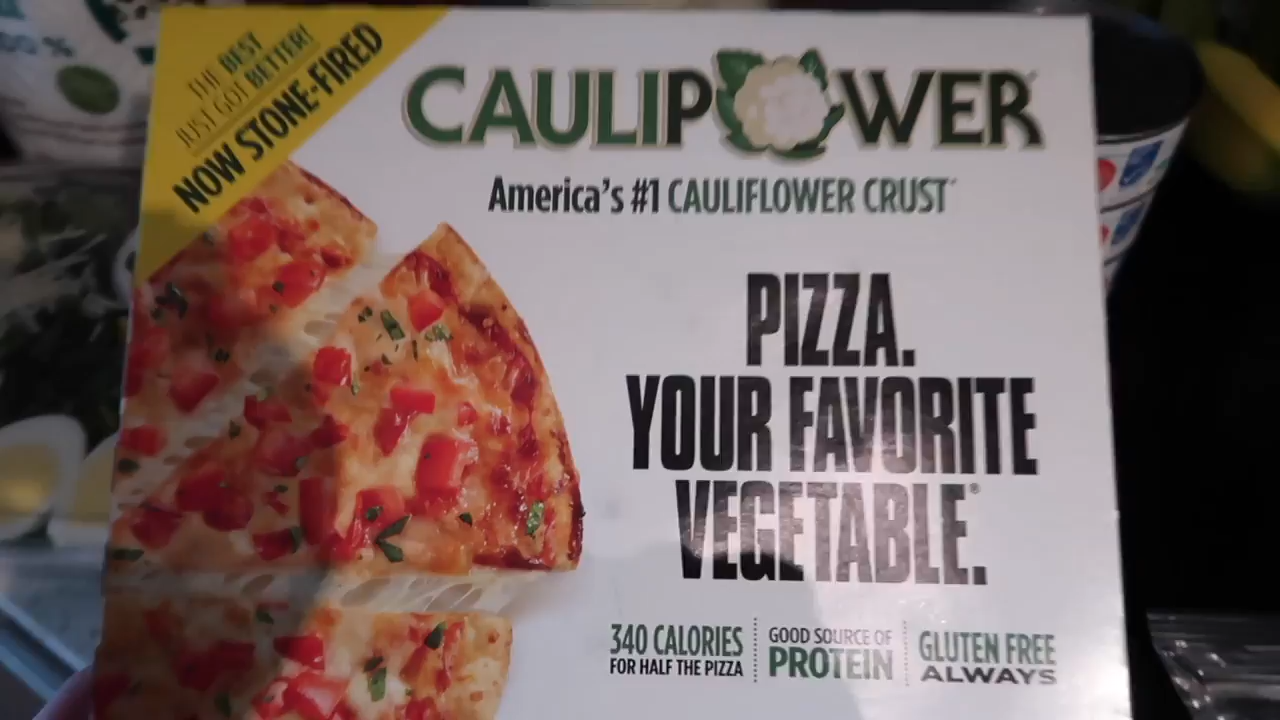 THE BEST
JUST GOT BETTER!
NOW STONE-FIRED
CAULIPOWER
America's #1 CAULIFLOWER CRUST
PIZZA.
YOUR FAVORITE
VEGETABLE.
340 CALORIES
FOR HALF THE PIZZA
GOOD SOURCE OF
PROTEIN
GLUTEN FREE
ALWAYS